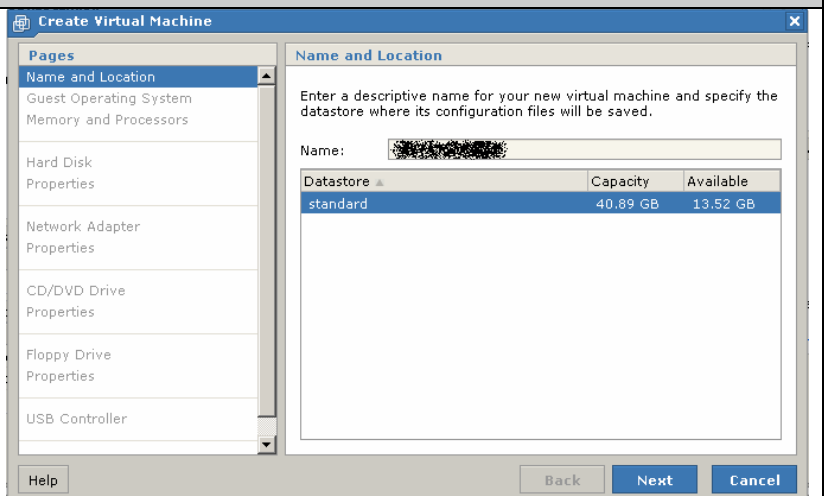 Create Virtual Machine
Pages
Name and Location
Guest Operating System
Memory and Processors
Hard Disk
Properties
Network Adapter
Properties
CD/DVD Drive
Properties
Floppy Drive
Properties
USB Controller
Name and Location
Enter a descriptive name for your new virtual machine and specify the
datastore where its configuration files will be saved.
Name:
Datastore Capacity Available
standard 40.89 GB 13.52 GB
Help Back Next Cancel